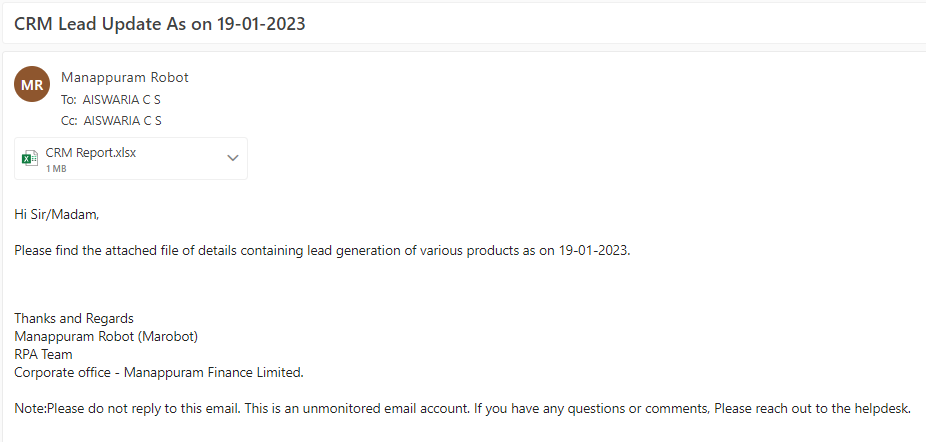 CRM Lead Update As on 19-01-2023
MR
Manappuram Robot
To: AISWARIA C S
Cc: AISWARIA C S
CRM Report.xlsx
1 MB
Hi Sir/Madam,
Please find the attached file of details containing lead generation of various products as on 19-01-2023.
Thanks and Regards
Manappuram Robot (Marobot)
RPA Team
Corporate office - Manappuram Finance Limited.
Note:Please do not reply to this email. This is an unmonitored email account. If you have any questions or comments, Please reach out to the helpdesk.